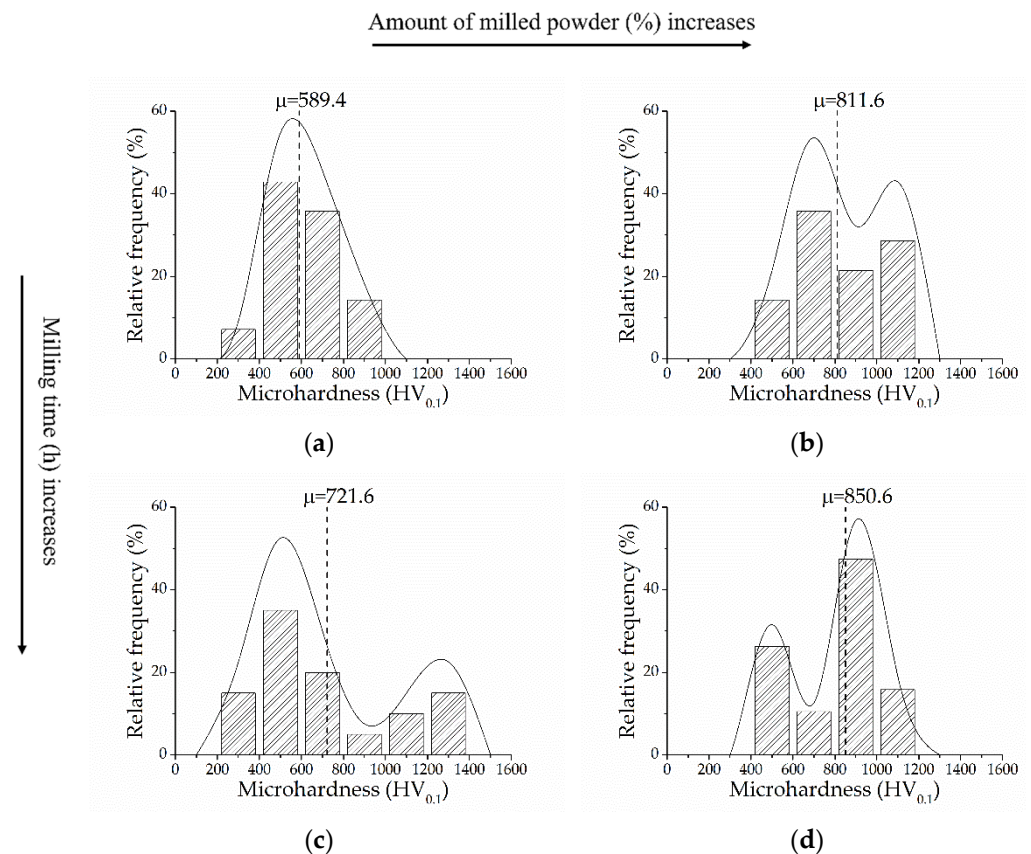 Amount of milled powder (%) increases
Milling time (h) increases
μ=589.4
Relative frequency (%)
60
40
20
0
0 200 400 600 800 1000 1200 1400 1600
Microhardness (HV0.1)
(a)
μ=811.6
Relative frequency (%)
60
40
20
0
0 200 400 600 800 1000 1200 1400 1600
Microhardness (HV0.1)
(b)
μ=721.6
Relative frequency (%)
60
40
20
0
0 200 400 600 800 1000 1200 1400 1600
Microhardness (HV0.1)
(c)
μ=850.6
Relative frequency (%)
60
40
20
0
0 200 400 600 800 1000 1200 1400 1600
Microhardness (HV0.1)
(d)